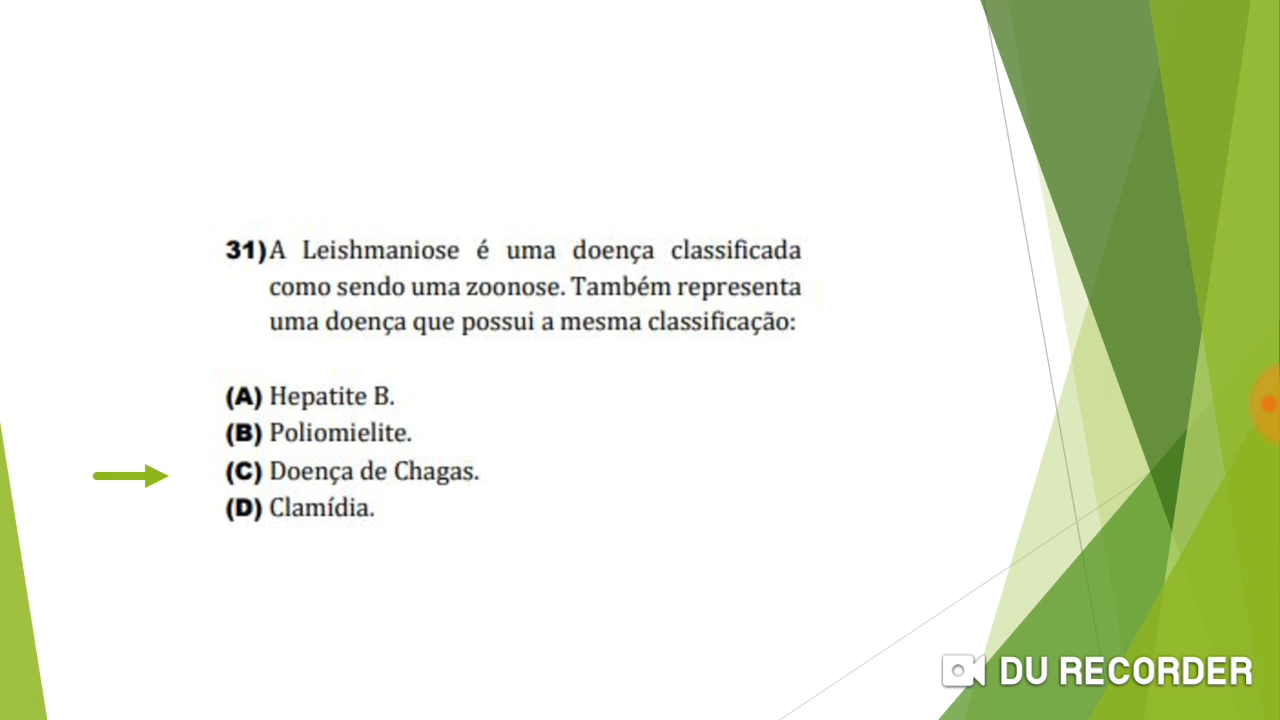 31) A Leishmaniose é uma doença classificada
como sendo uma zoonose. Também representa
uma doença que possui a mesma classificação:
(A) Hepatite B.
(B) Poliomielite.
(C) Doença de Chagas.
(D) Clamídia.
DU RECORDER